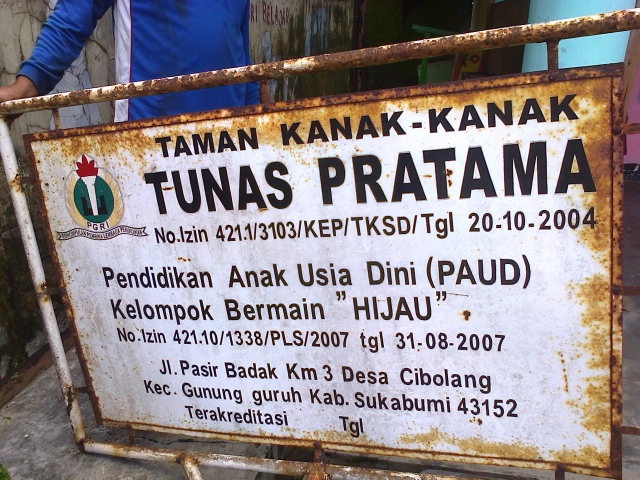 TAMAN KANAK-KANAK
TUNAS PRATAMA
PGRI
No.Izin 421.1/3103/KEP/TKSD/Tgl 20-10-2004
Pendidikan Anak Usia Dini (PAUD)
Kelompok Bermain "HIJAU"
No.Izin 421.10/1338/PLS/2007 tgl 31-08-2007
Jl.Pasir Badak Km 3 Desa Cibolang
Kec. Gunung guruh Kab. Sukabumi 43152
Terakreditasi Tgl